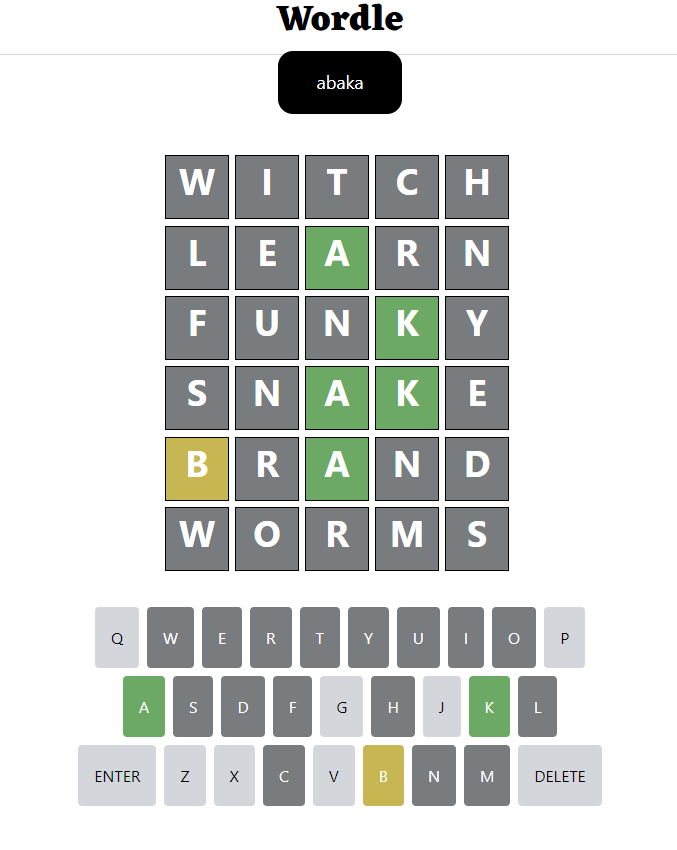 Wordle
abaka
W I T C H
L E A R N
F U N K Y
S N A K E
B R A N D
W O R M S
Q W E R T Y U I O P
A S D F G H J K L
ENTER Z X C V B N M DELETE